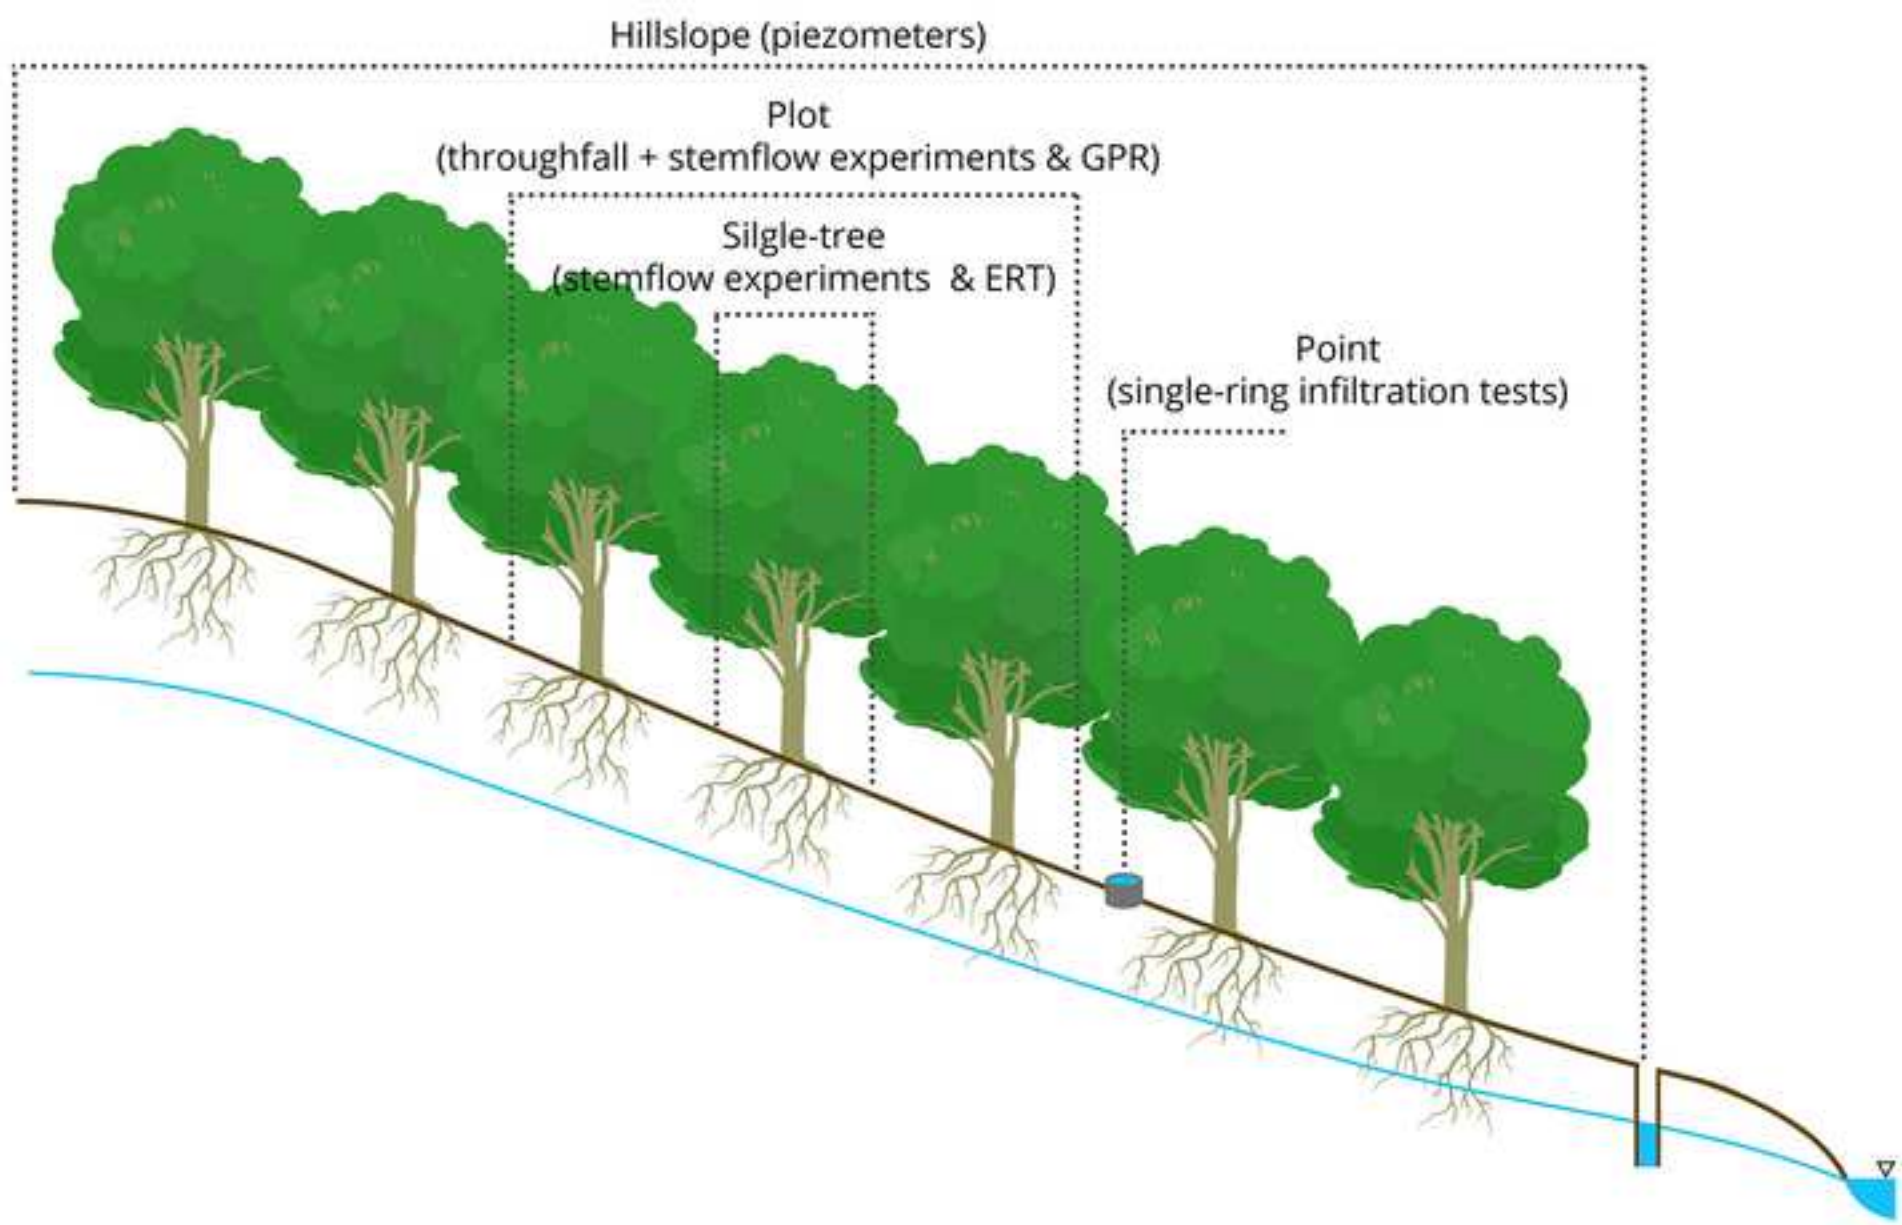 Hillslope (piezometers)
Plot
(throughfall + stemflow experiments & GPR)
Silgle-tree
(stemflow experiments & ERT)
Point
(single-ring infiltration tests)